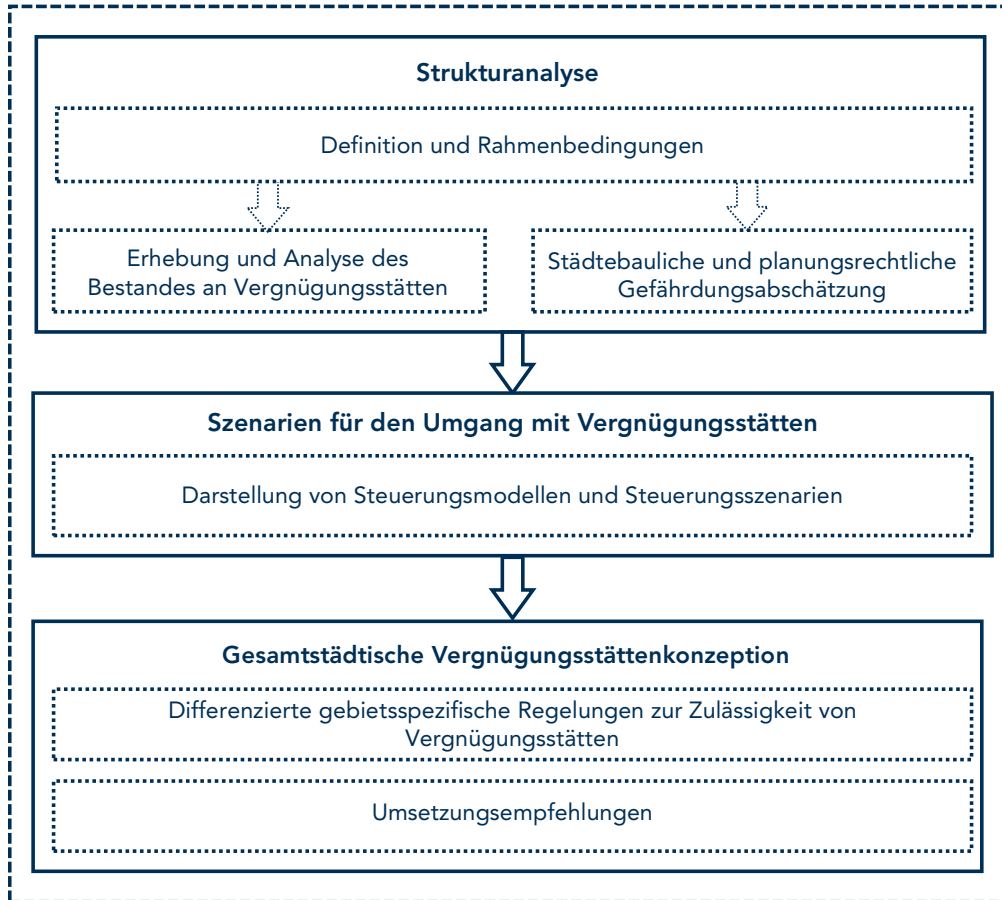 Strukturanalyse
Definition und Rahmenbedingungen
Erhebung und Analyse des
Bestandes an Vergnügungsstätten
Städtebauliche und planungsrechtliche
Gefährdungsabschätzung
Szenarien für den Umgang mit Vergnügungsstätten
Darstellung von Steuerungsmodellen und Steuerungsszenarien
Gesamtstädtische Vergnügungsstättenkonzeption
Differenzierte gebietsspezifische Regelungen zur Zulässigkeit von
Vergnügungsstätten
Umsetzungsempfehlungen